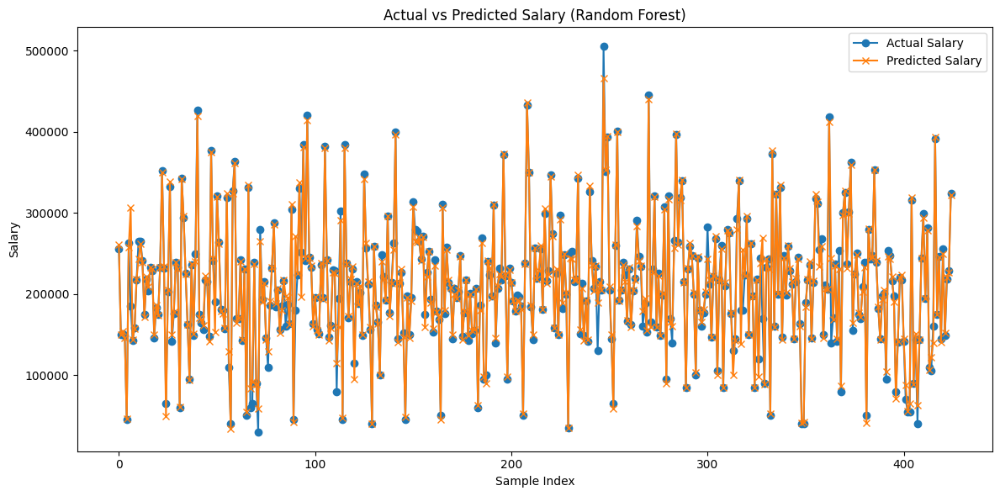 Actual vs Predicted Salary (Random Forest)
Actual Salary
Predicted Salary
500000
400000
300000
200000
100000
Salary
0
100
200
300
400
Sample Index